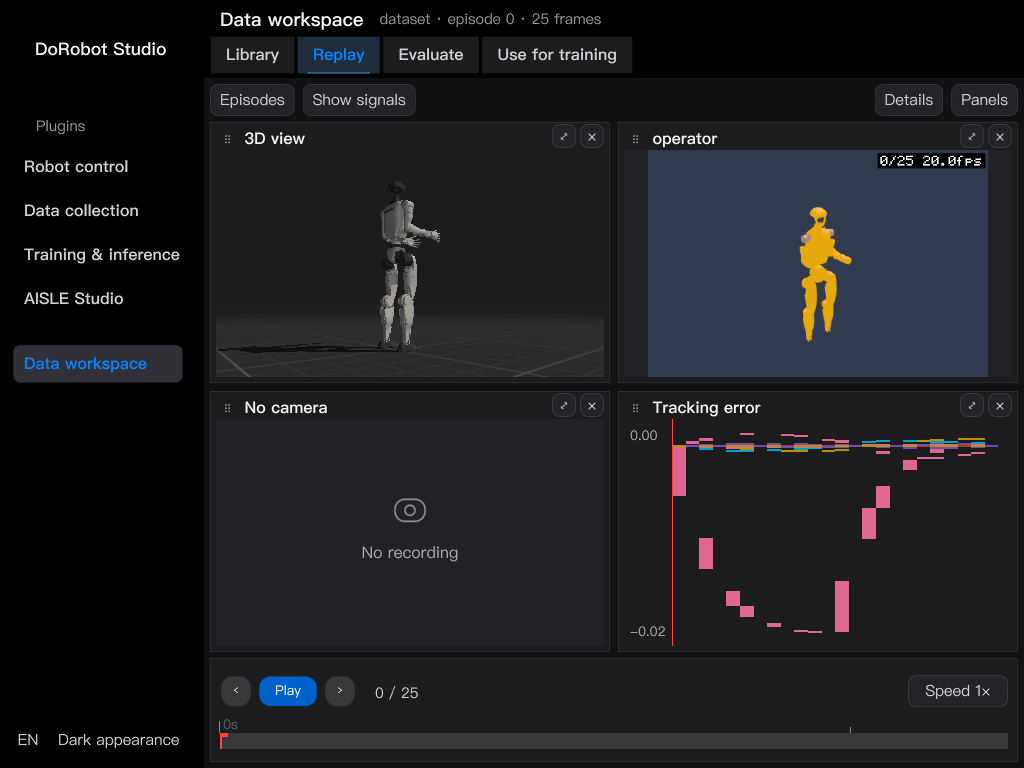 DoRobot Studio
Plugins
Robot control
Data collection
Training & inference
AISLE Studio
Data workspace
EN Dark appearance
Data workspace dataset · episode 0 · 25 frames
Library Replay Evaluate Use for training
Episodes Show signals Details Panels
3D view
operator
0/25 20.0fps
No camera
No recording
Tracking error
0.00
−0.02
< Play > 0 / 25 Speed 1×
0s